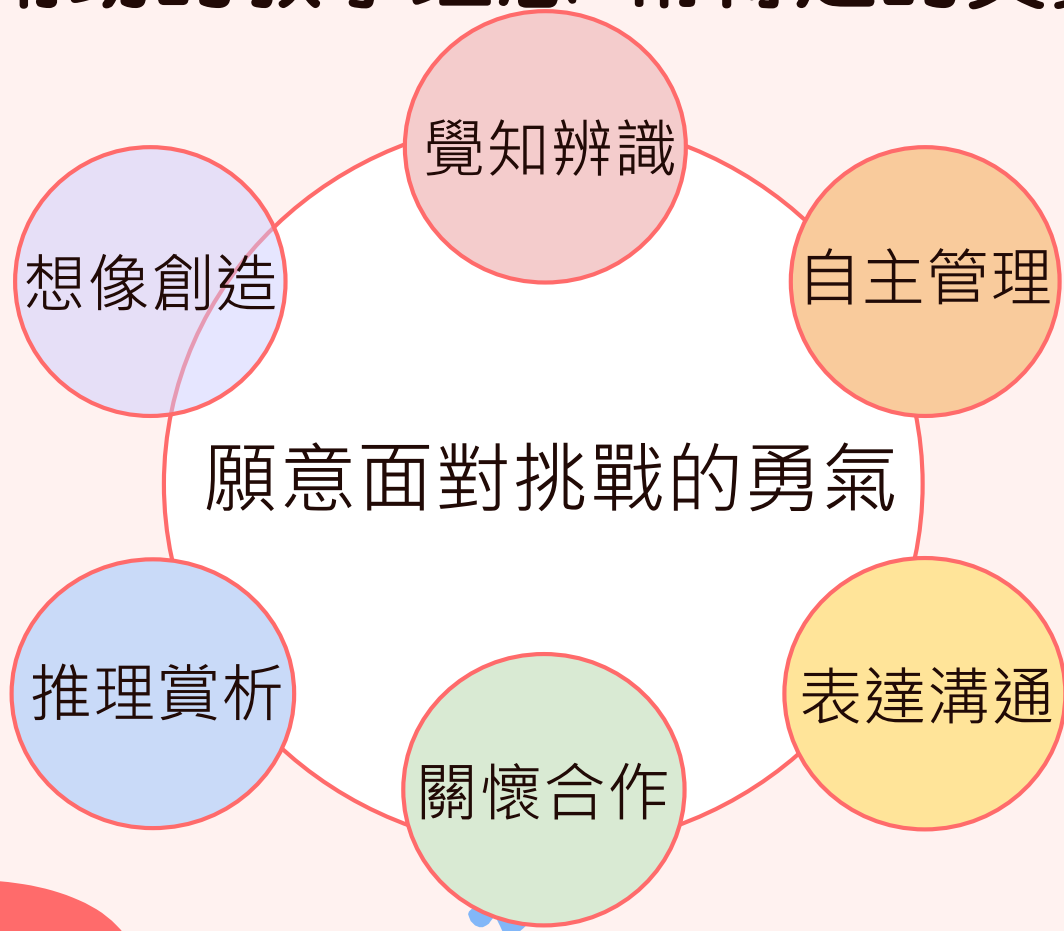 覺知辨識
想像創造
自主管理
願意面對挑戰的勇氣
推理賞析
表達溝通
關懷合作